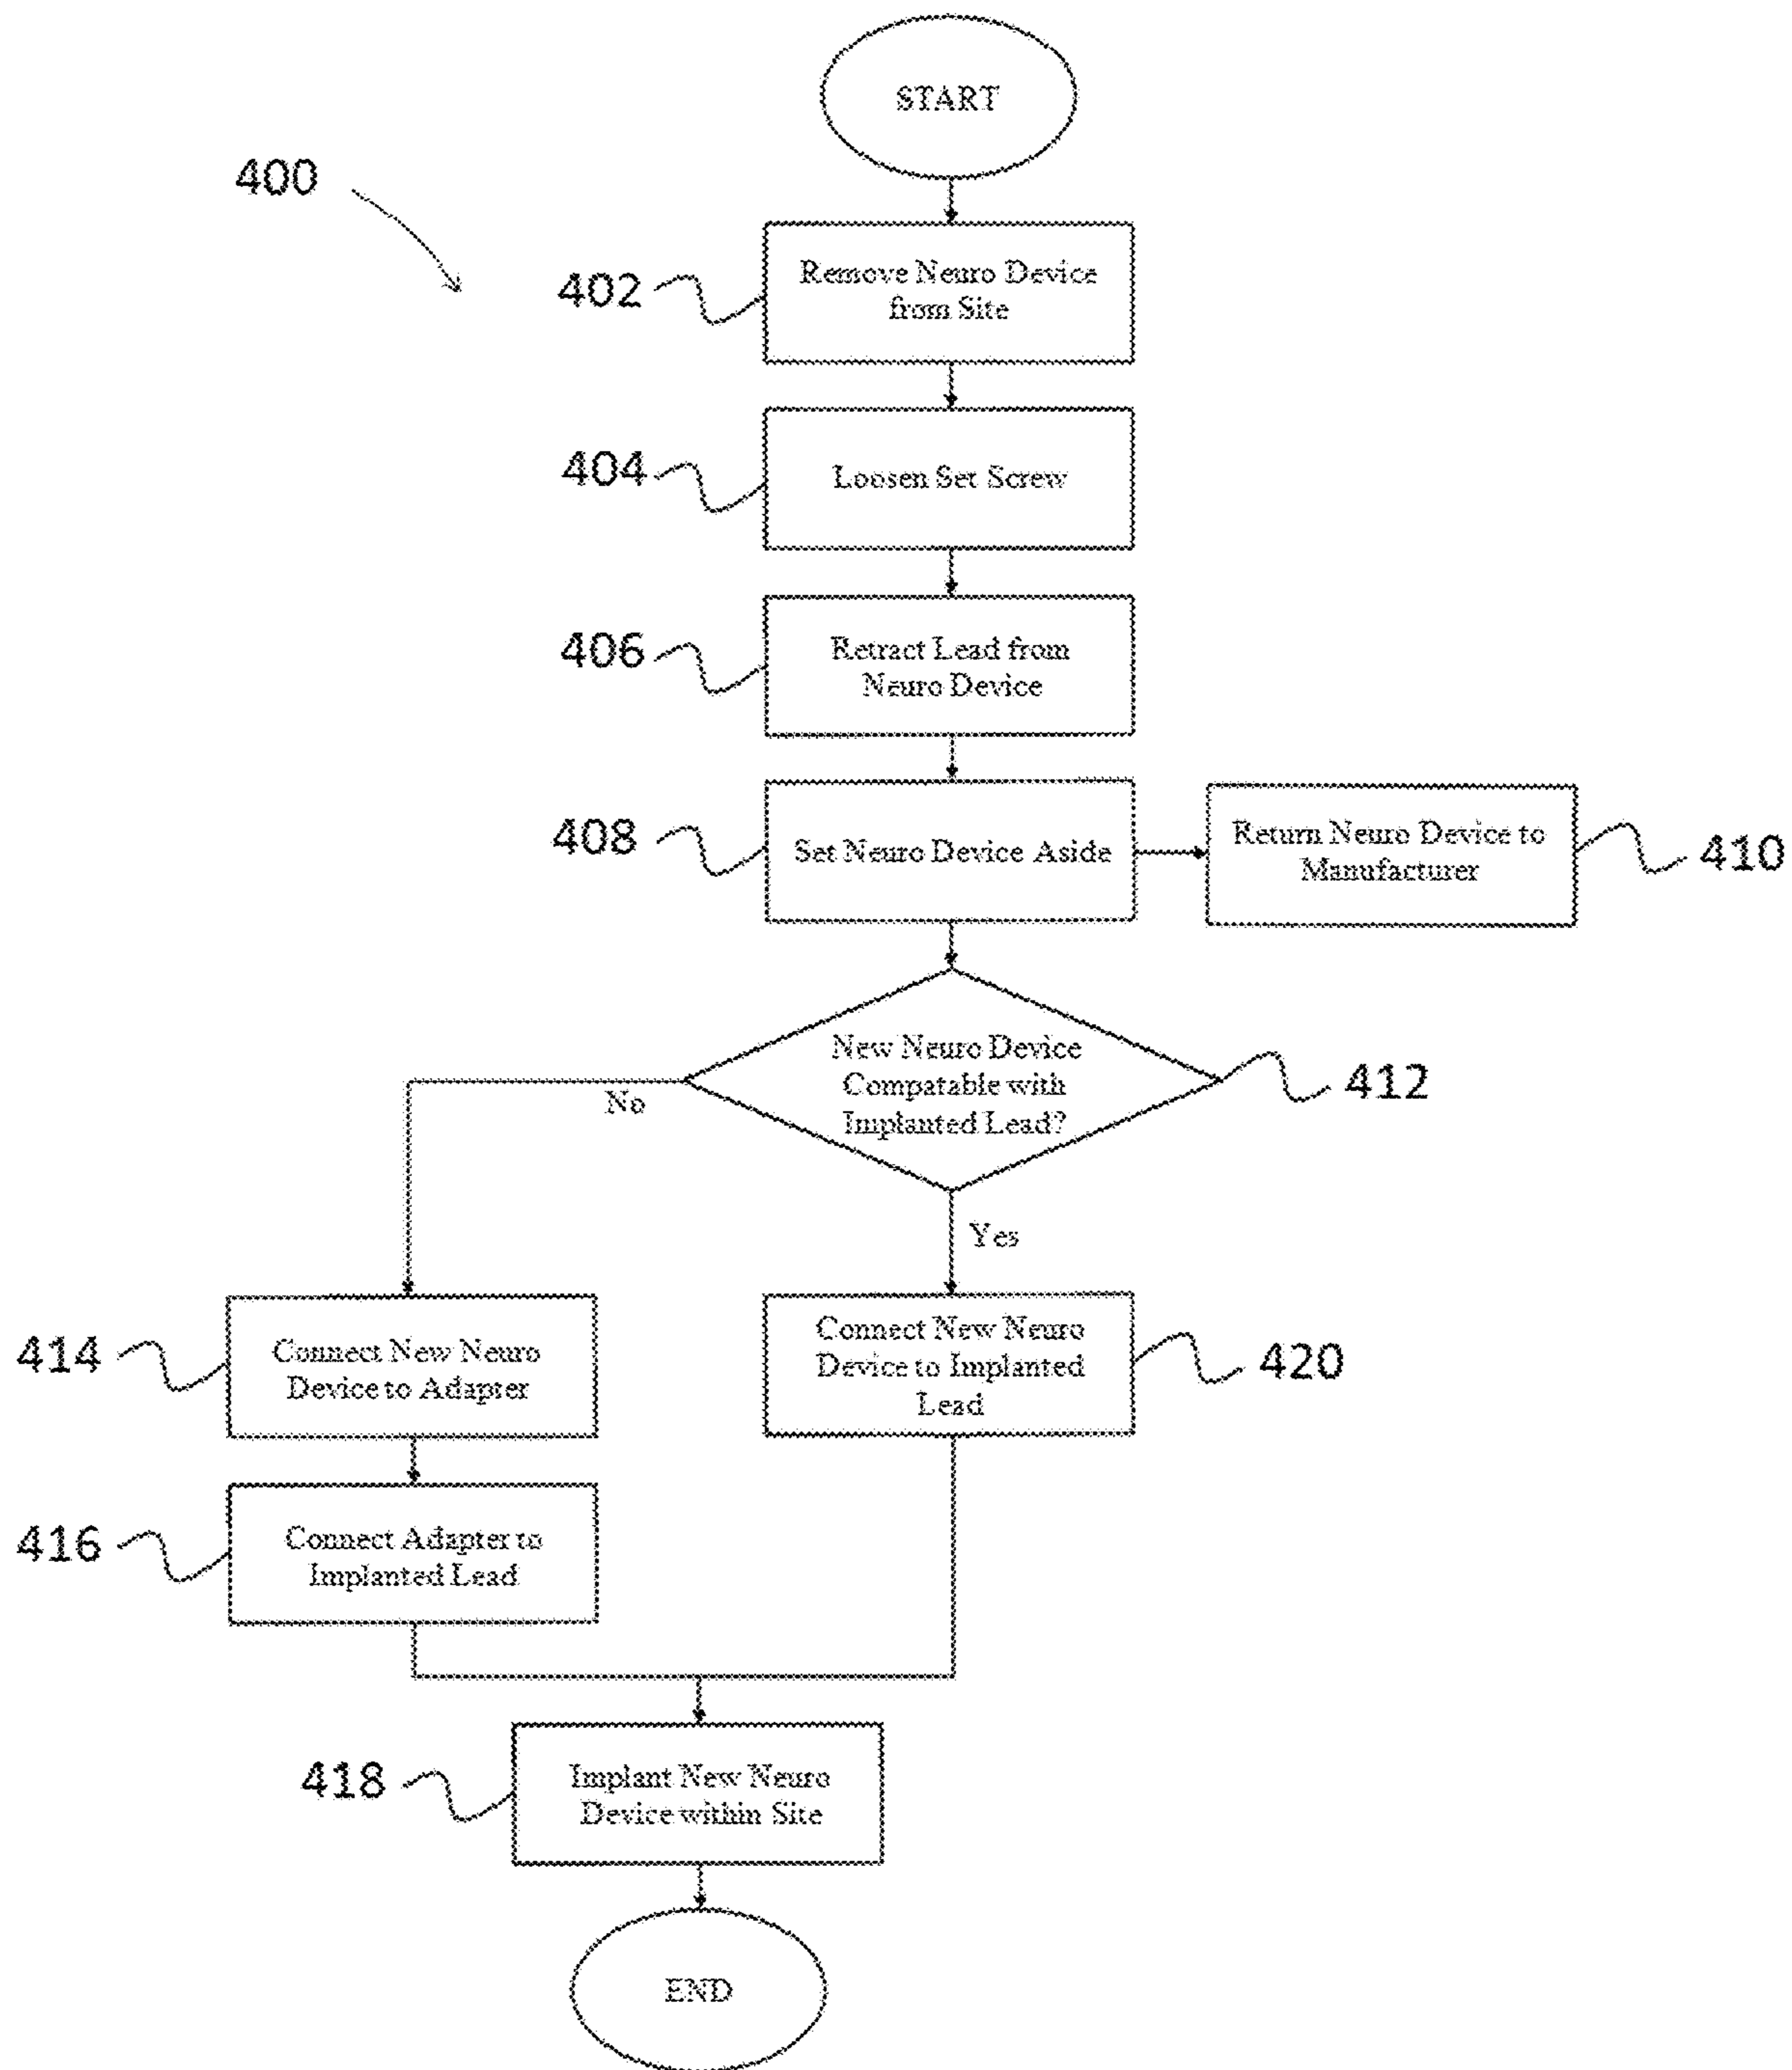 START
400
402
Remove Neuro Device
from Site
404
Loosen Set Screw
406
Retract Lead from
Neuro Device
408
Set Neuro Device Aside
Return Neuro Device to
Manufacturer
410
New Neuro Device
Compatable with
Implanted Lead?
412
No
Yes
414
Connect New Neuro
Device to Adapter
Connect New Neuro
Device to Implanted
Lead
420
416
Connect Adapter to
Implanted Lead
418
Implant New Neuro
Device within Site
END